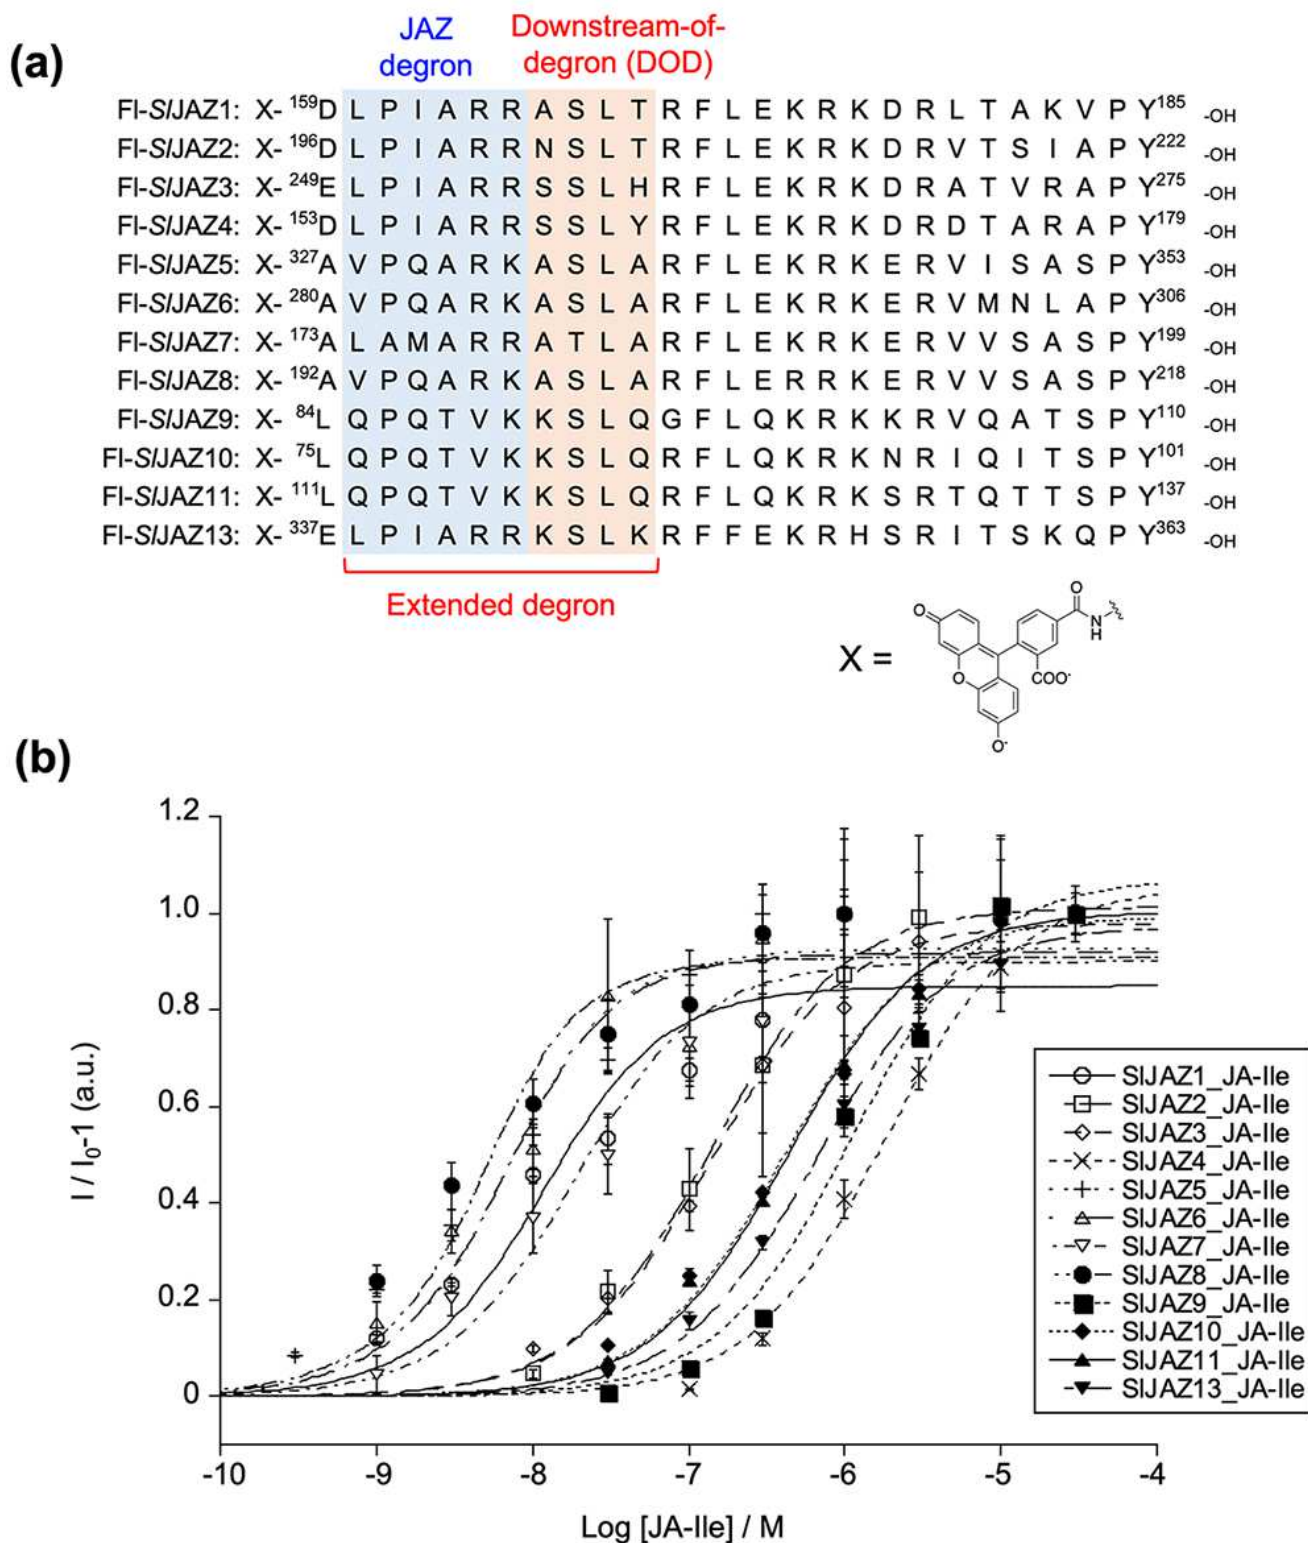 (a)
JAZ degron
Downstream-of-degron (DOD)
Fl-SlJAZ1: X- ¹⁵⁹D L P I A R R A S L T R F L E K R K D R L T A K V P Y¹⁸⁵ -OH
Fl-SlJAZ2: X- ¹⁹⁶D L P I A R R N S L T R F L E K R K D R V T S I A P Y²²² -OH
Fl-SlJAZ3: X- ²⁴⁹E L P I A R R S S L H R F L E K R K D R A T V R A P Y²⁷⁵ -OH
Fl-SlJAZ4: X- ¹⁵³D L P I A R R S S L Y R F L E K R K D R D T A R A P Y¹⁷⁹ -OH
Fl-SlJAZ5: X- ³²⁷A V P Q A R K A S L A R F L E K R K E R V I S A S P Y³⁵³ -OH
Fl-SlJAZ6: X- ²⁸⁰A V P Q A R K A S L A R F L E K R K E R V M N L A P Y³⁰⁶ -OH
Fl-SlJAZ7: X- ¹⁷³A L A M A R R A T L A R F L E K R K E R V V S A S P Y¹⁹⁹ -OH
Fl-SlJAZ8: X- ¹⁹²A V P Q A R K A S L A R F L E R R K E R V V S A S P Y²¹⁸ -OH
Fl-SlJAZ9: X- ⁸⁴L Q P Q T V K K S L Q G F L Q K R K K R V Q A T S P Y¹¹⁰ -OH
Fl-SlJAZ10: X- ⁷⁵L Q P Q T V K K S L Q R F L Q K R K N R I Q I T S P Y¹⁰¹ -OH
Fl-SlJAZ11: X- ¹¹¹L Q P Q T V K K S L Q R F L Q K R K S R T Q T T S P Y¹³⁷ -OH
Fl-SlJAZ13: X- ³³⁷E L P I A R R K S L K R F F E K R H S R I T S K Q P Y³⁶³ -OH
Extended degron
X =
O
O
N
H
O
COO⁻
O⁻
(b)
I / I₀-1 (a.u.)
1.2
1.0
0.8
0.6
0.4
0.2
0
-10 -9 -8 -7 -6 -5 -4
Log [JA-Ile] / M
SlJAZ1_JA-Ile
SlJAZ2_JA-Ile
SlJAZ3_JA-Ile
SlJAZ4_JA-Ile
SlJAZ5_JA-Ile
SlJAZ6_JA-Ile
SlJAZ7_JA-Ile
SlJAZ8_JA-Ile
SlJAZ9_JA-Ile
SlJAZ10_JA-Ile
SlJAZ11_JA-Ile
SlJAZ13_JA-Ile